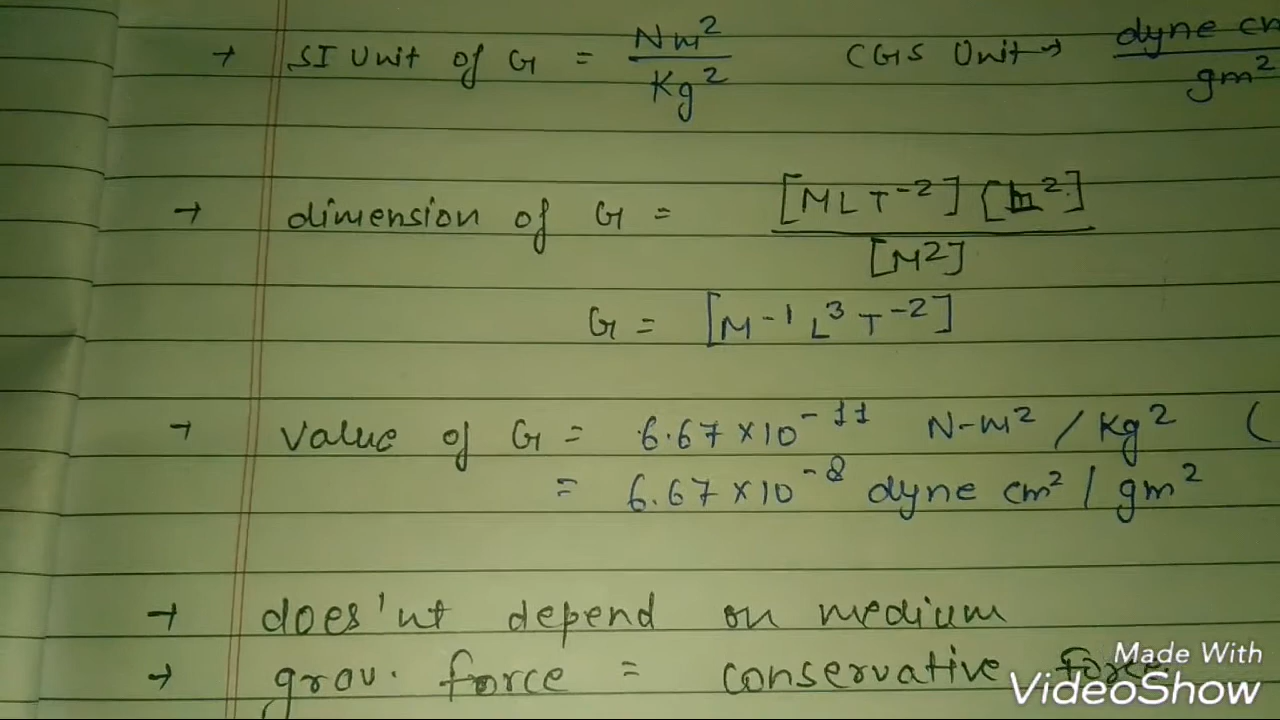 → SI Unit of G = Nm²/Kg² CGS Unit → dyne c/gm²
→ dimension of G = [MLT⁻²] [L²]/[M²]
G = [M⁻¹ L³ T⁻²]
→ Value of G = 6.67×10⁻¹¹ N-m²/Kg² (
= 6.67×10⁻⁸ dyne cm²/gm²
→ does'nt depend on medium
→ grav. force = conservative force
Made With
VideoShow